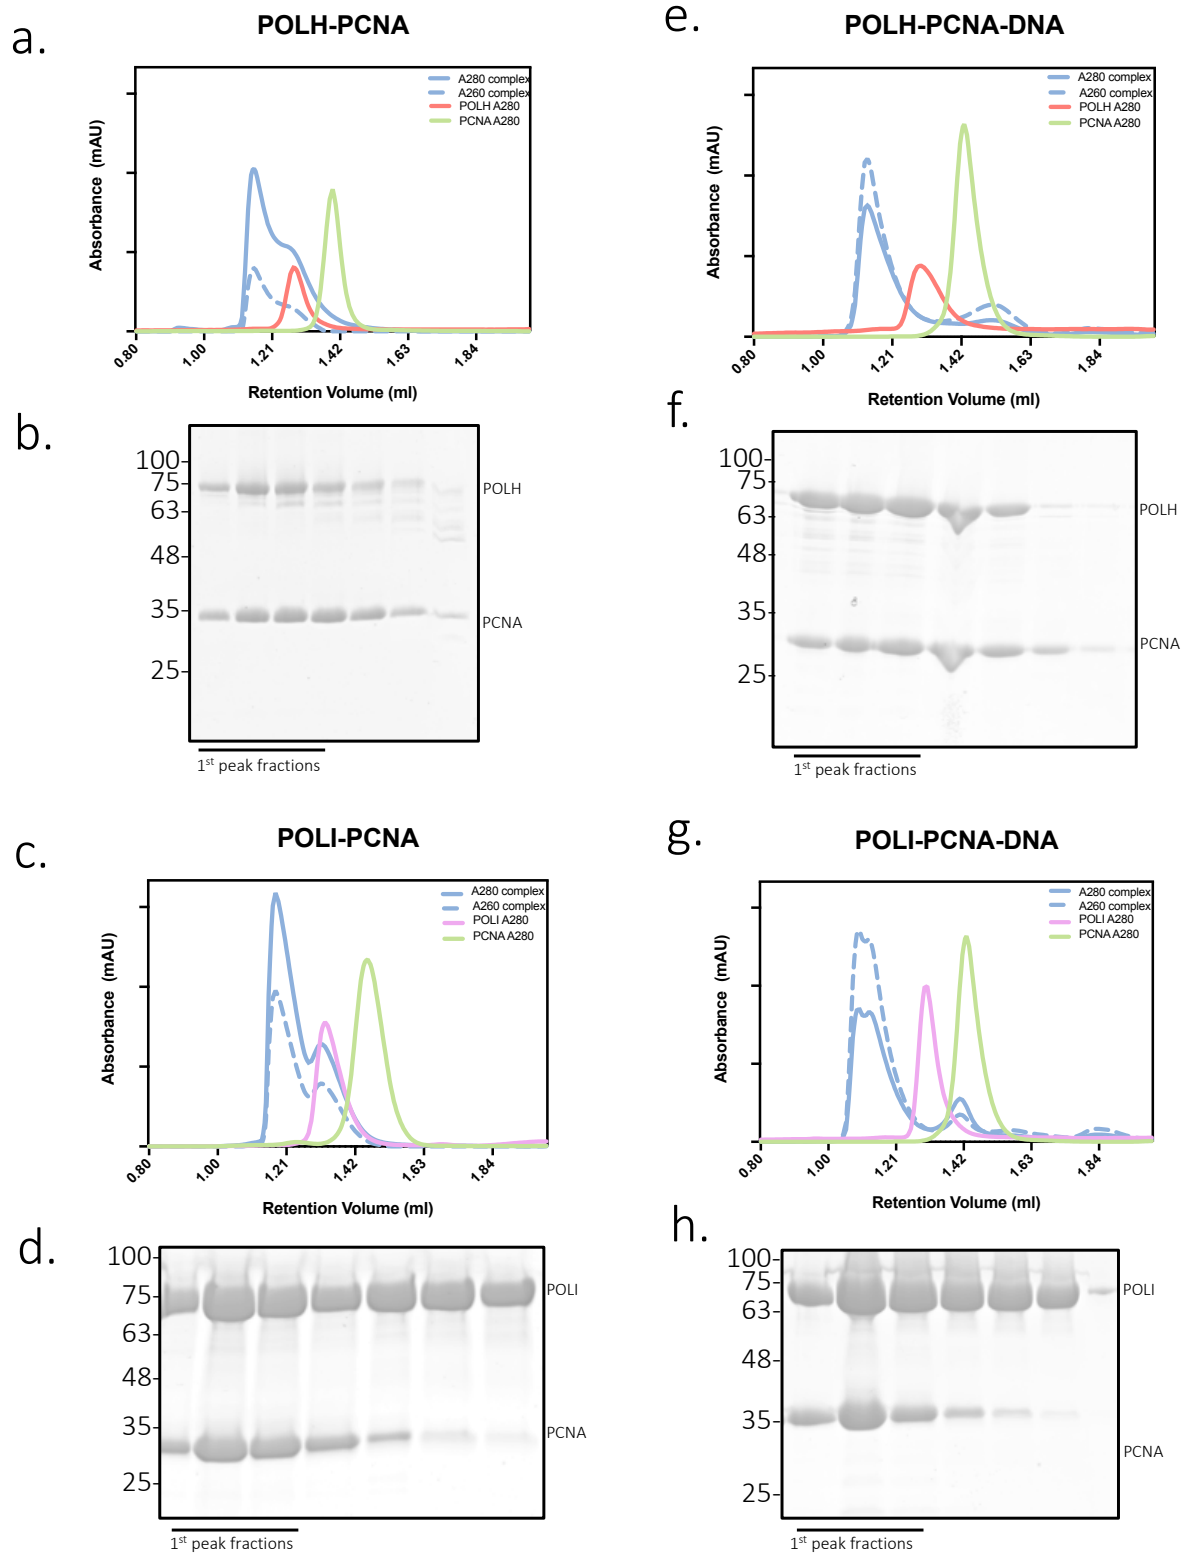 a.
POLH-PCNA
A280 complex
A260 complex
POLH A280
PCNA A280
Absorbance (mAU)
0.80 1.00 1.21 1.42 1.63 1.84
Retention Volume (ml)
b.
100
75
63
48
35
25
POLH
PCNA
1st peak fractions
c.
POLI-PCNA
A280 complex
A260 complex
POLI A280
PCNA A280
Absorbance (mAU)
0.80 1.00 1.21 1.42 1.63 1.84
Retention Volume (ml)
d.
100
75
63
48
35
25
POLI
PCNA
1st peak fractions
e.
POLH-PCNA-DNA
A280 complex
A260 complex
POLH A280
PCNA A280
Absorbance (mAU)
0.80 1.00 1.21 1.42 1.63 1.84
Retention Volume (ml)
f.
100
75
63
48
35
25
POLH
PCNA
1st peak fractions
g.
POLI-PCNA-DNA
A280 complex
A260 complex
POLI A280
PCNA A280
Absorbance (mAU)
0.80 1.00 1.21 1.42 1.63 1.84
Retention Volume (ml)
h.
100
75
63
48
35
25
POLI
PCNA
1st peak fractions